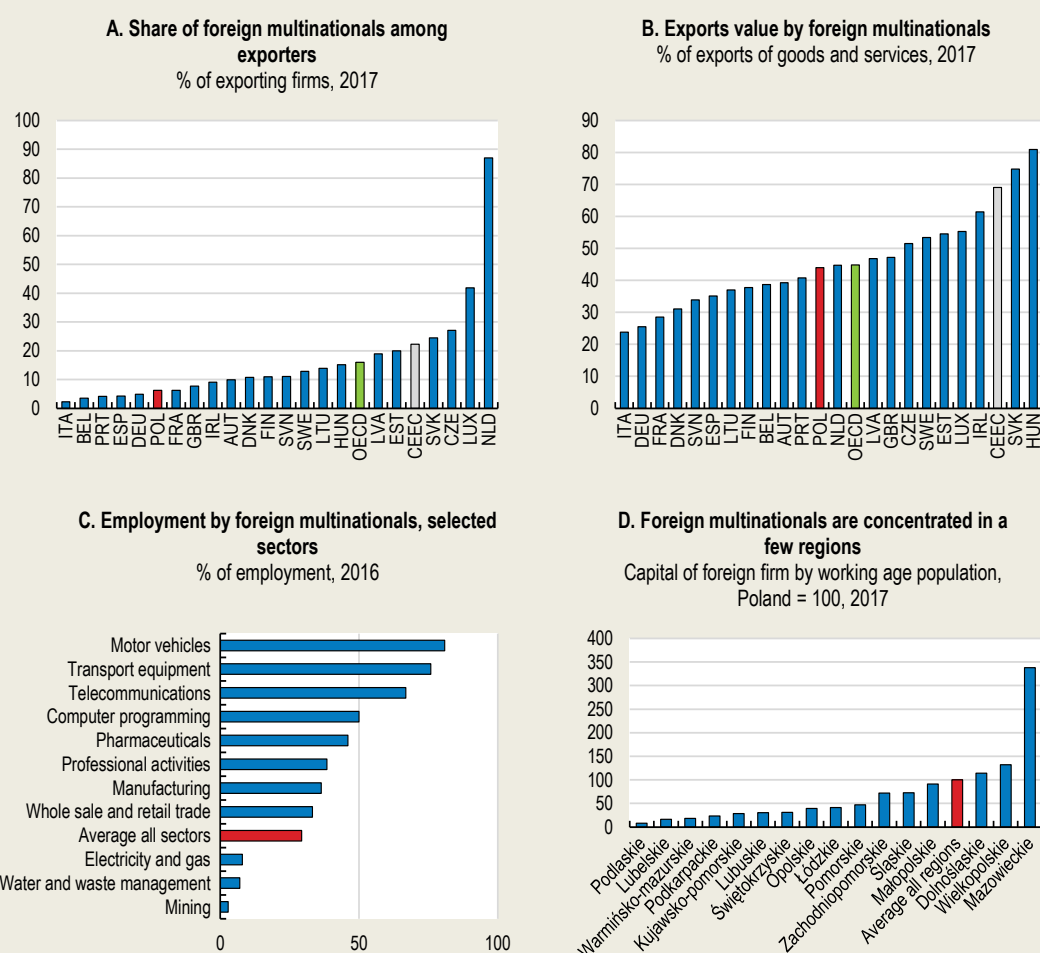 A. Share of foreign multinationals among
exporters
% of exporting firms, 2017
100
90
80
70
60
50
40
30
20
10
0
ITA
BEL
PRT
ESP
DEU
POL
FRA
GBR
IRL
AUT
DNK
FIN
SVN
SWE
LTU
HUN
OECD
LVA
EST
CEEC
SVK
CZE
LUX
NLD
B. Exports value by foreign multinationals
% of exports of goods and services, 2017
90
80
70
60
50
40
30
20
10
0
ITA
DEU
FRA
DNK
SVN
ESP
LTU
FIN
BEL
AUT
PRT
POL
NLD
OECD
LVA
GBR
CZE
SWE
EST
LUX
IRL
CEEC
SVK
HUN
C. Employment by foreign multinationals, selected
sectors
% of employment, 2016
Motor vehicles
Transport equipment
Telecommunications
Computer programming
Pharmaceuticals
Professional activities
Manufacturing
Whole sale and retail trade
Average all sectors
Electricity and gas
Water and waste management
Mining
0
50
100
D. Foreign multinationals are concentrated in a
few regions
Capital of foreign firm by working age population,
Poland = 100, 2017
400
350
300
250
200
150
100
50
0
Podlaskie
Lubelskie
Warmińsko-mazurskie
Podkarpackie
Kujawsko-pomorskie
Lubuskie
Świętokrzyskie
Opolskie
Łódzkie
Pomorskie
Zachodniopomorskie
Śląskie
Małopolskie
Average all regions
Dolnośląskie
Wielkopolskie
Mazowieckie